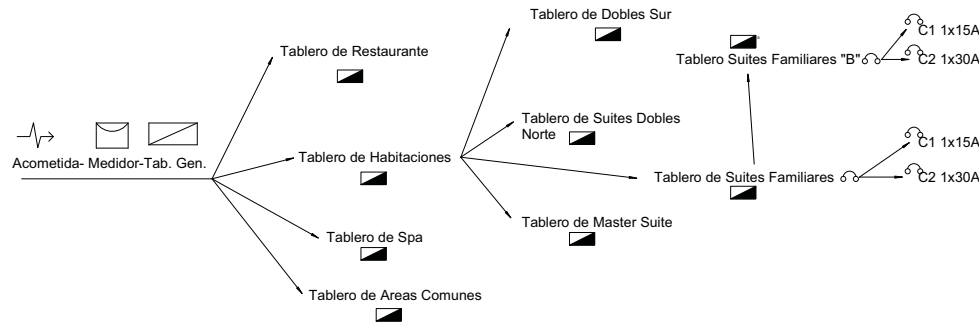 Tablero de Dobles Sur
C1 1x15A
Tablero de Restaurante
Tablero Suites Familiares "B"
C2 1x30A
Tablero de Suites Dobles
Norte
C1 1x15A
Acometida- Medidor-Tab. Gen.
Tablero de Habitaciones
Tablero de Suites Familiares
C2 1x30A
Tablero de Master Suite
Tablero de Spa
Tablero de Areas Comunes